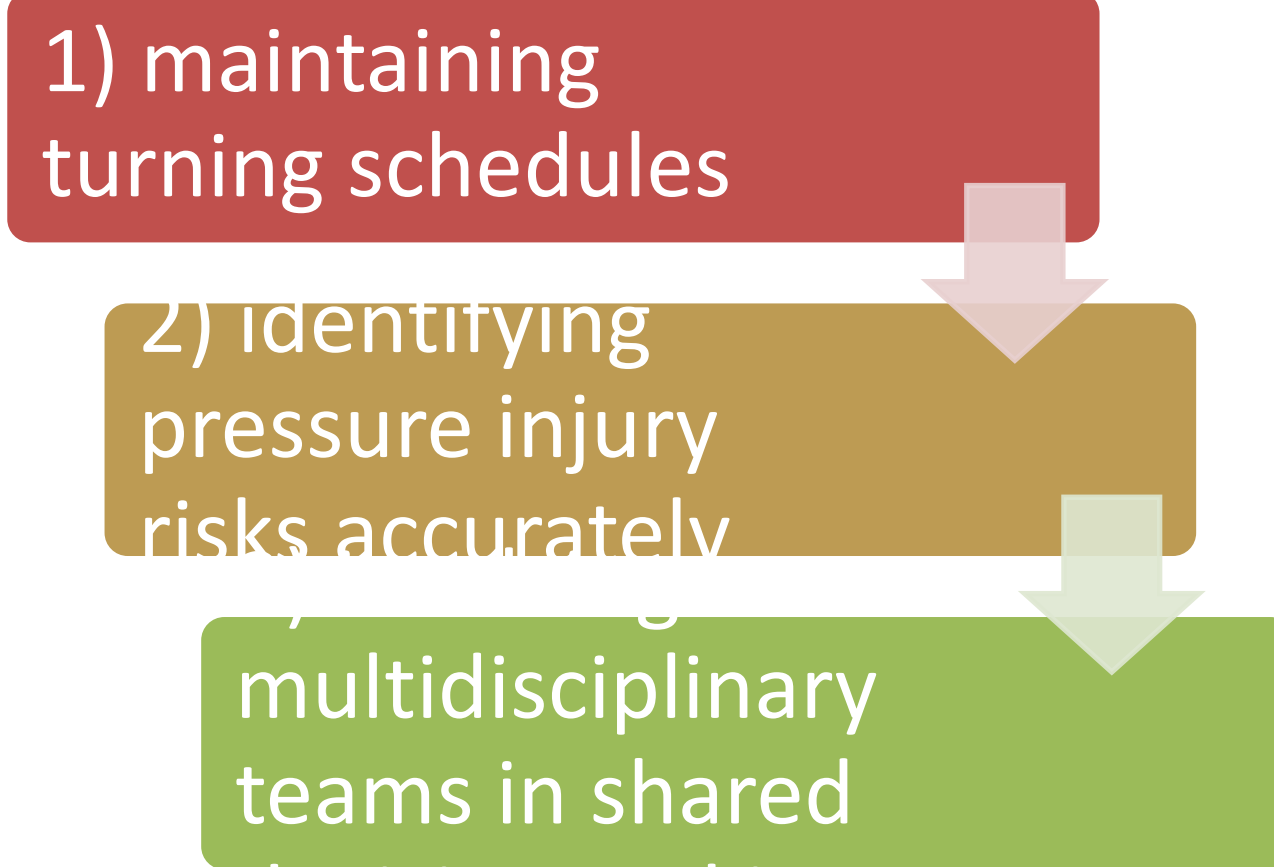 1) maintaining
turning schedules
2) identifying
pressure injury
risks accurately
multidisciplinary
teams in shared